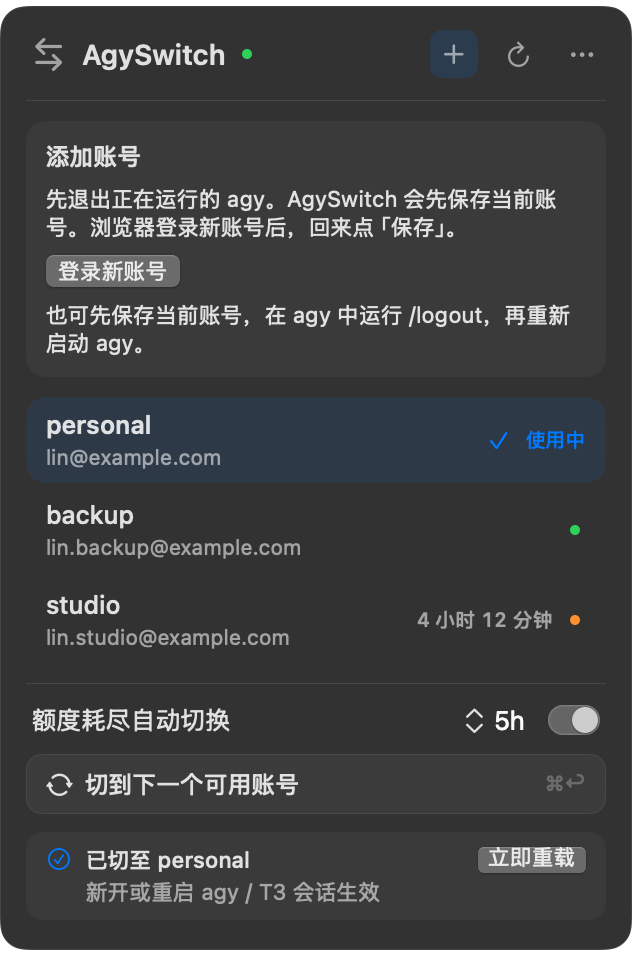 AgySwitch
添加账号
先退出正在运行的 agy。AgySwitch 会先保存当前账
号。浏览器登录新账号后，回来点「保存」。
登录新账号
也可先保存当前账号，在 agy 中运行 /logout，再重新
启动 agy。
personal
lin@example.com
使用中
backup
lin.backup@example.com
studio
lin.studio@example.com
4 小时 12 分钟
额度耗尽自动切换
5h
切到下一个可用账号
⌘↩
已切至 personal
立即重载
新开或重启 agy / T3 会话生效